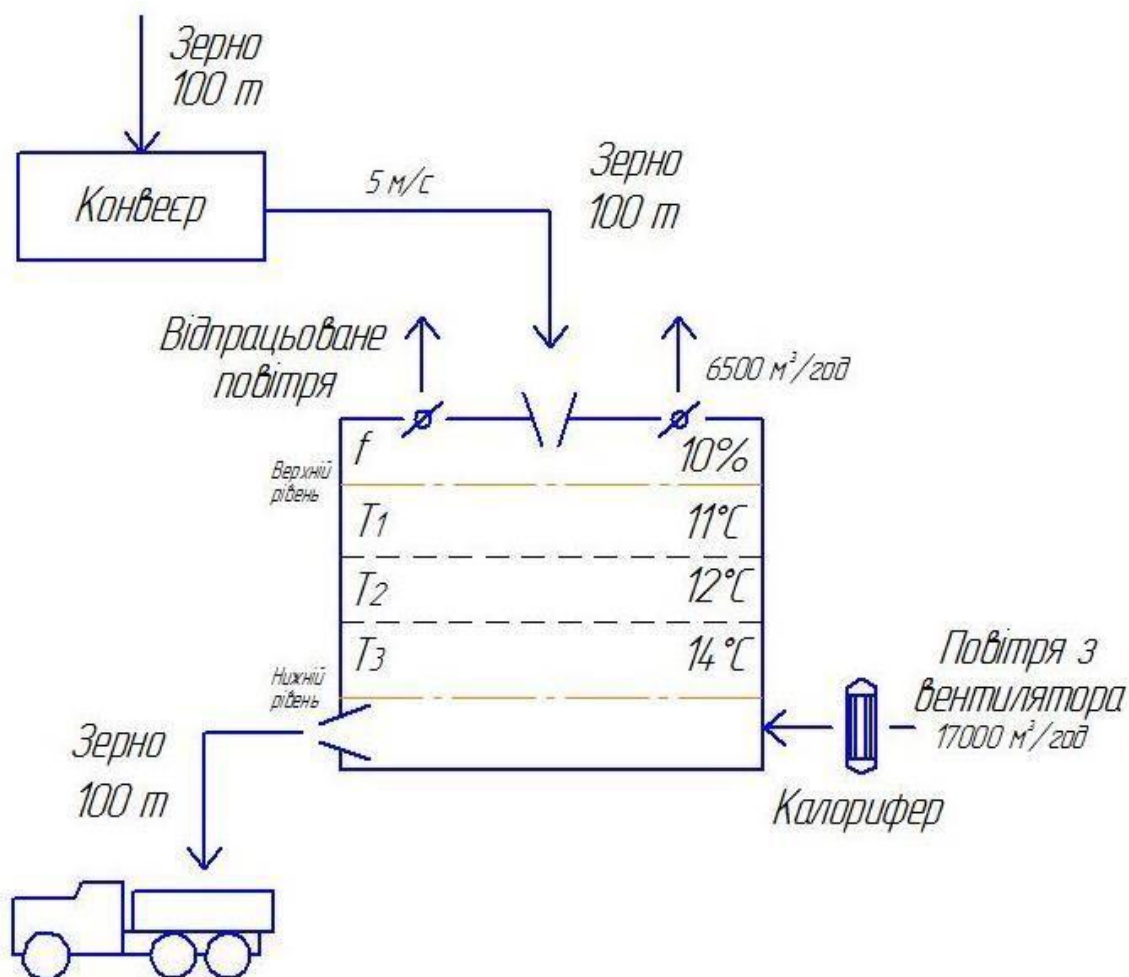 Зерно
100 т
Конвеєр
5 м/с
Зерно
100 т
Відпрацьоване
повітря
6500 м³/год
f
10%
Верхній
рівень
T1
11°C
T2
12°C
T3
14°C
Нижній
рівень
Повітря з
вентилятора
17000 м³/год
Зерно
100 т
Калорифер